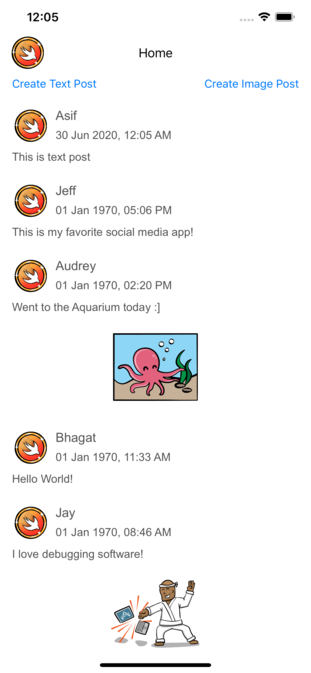 12:05
Home
Create Text Post Create Image Post
Asif
30 Jun 2020, 12:05 AM
This is text post
Jeff
01 Jan 1970, 05:06 PM
This is my favorite social media app!
Audrey
01 Jan 1970, 02:20 PM
Went to the Aquarium today :]
Bhagat
01 Jan 1970, 11:33 AM
Hello World!
Jay
01 Jan 1970, 08:46 AM
I love debugging software!